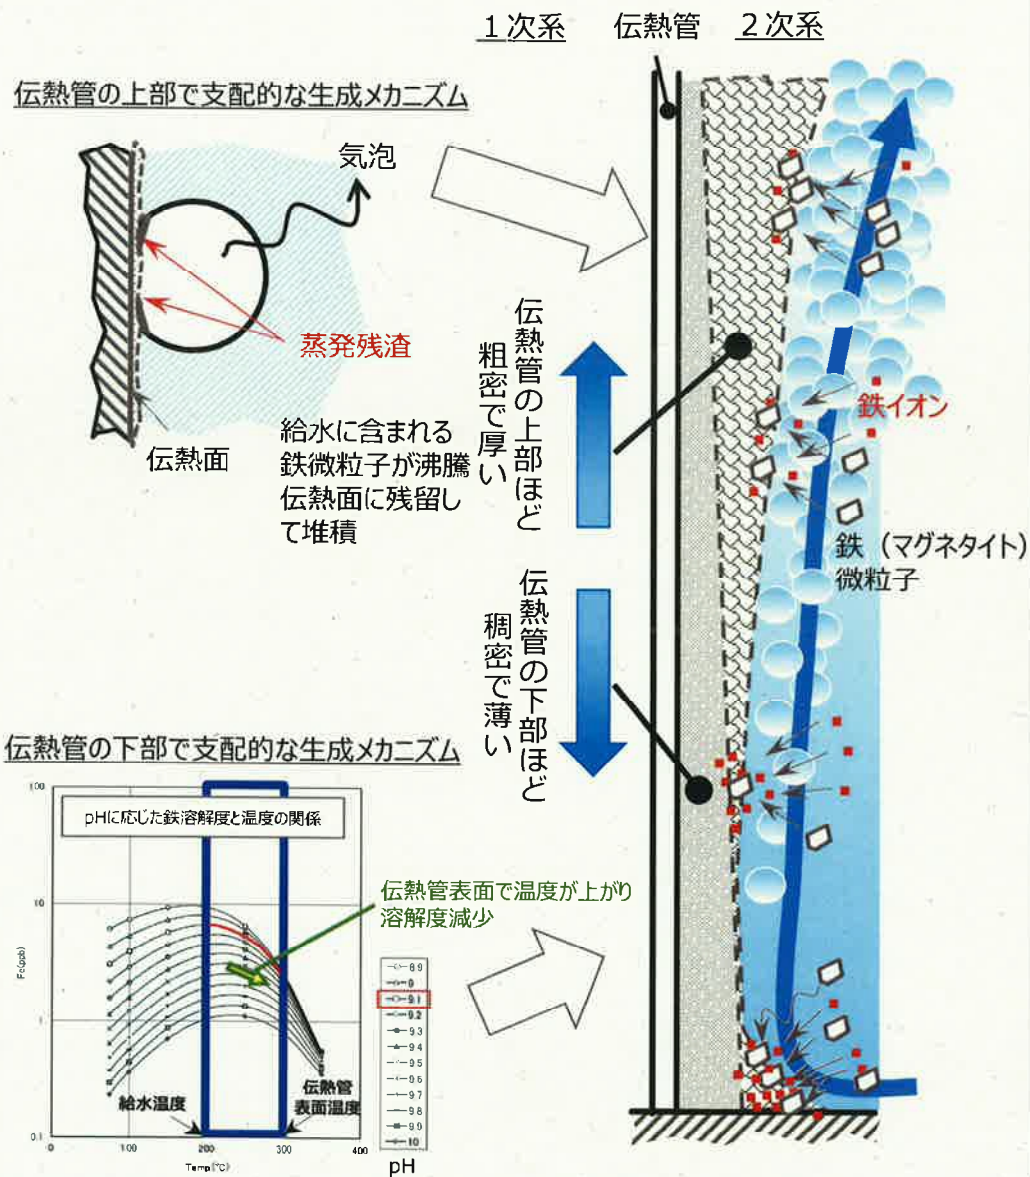 1次系
伝熱管
2次系
伝熱管の上部で支配的な生成メカニズム
気泡
蒸発残渣
伝熱面
給水に含まれる
鉄微粒子が沸騰
伝熱面に残留し
て堆積
伝熱管の上部ほど
粗密で厚い
鉄イオン
鉄（マグネタイト）
微粒子
伝熱管の下部ほど
稠密で薄い
伝熱管の下部で支配的な生成メカニズム
pHに応じた鉄溶解度と温度の関係
伝熱管表面で温度が上がり
溶解度減少
100
10
1
0.1
Fe(ppb)
給水温度
伝熱管
表面温度
0
100
200
300
400
Temp(°C)
8.9
9
9.1
9.2
9.3
9.4
9.5
9.6
9.7
9.8
9.9
10
pH